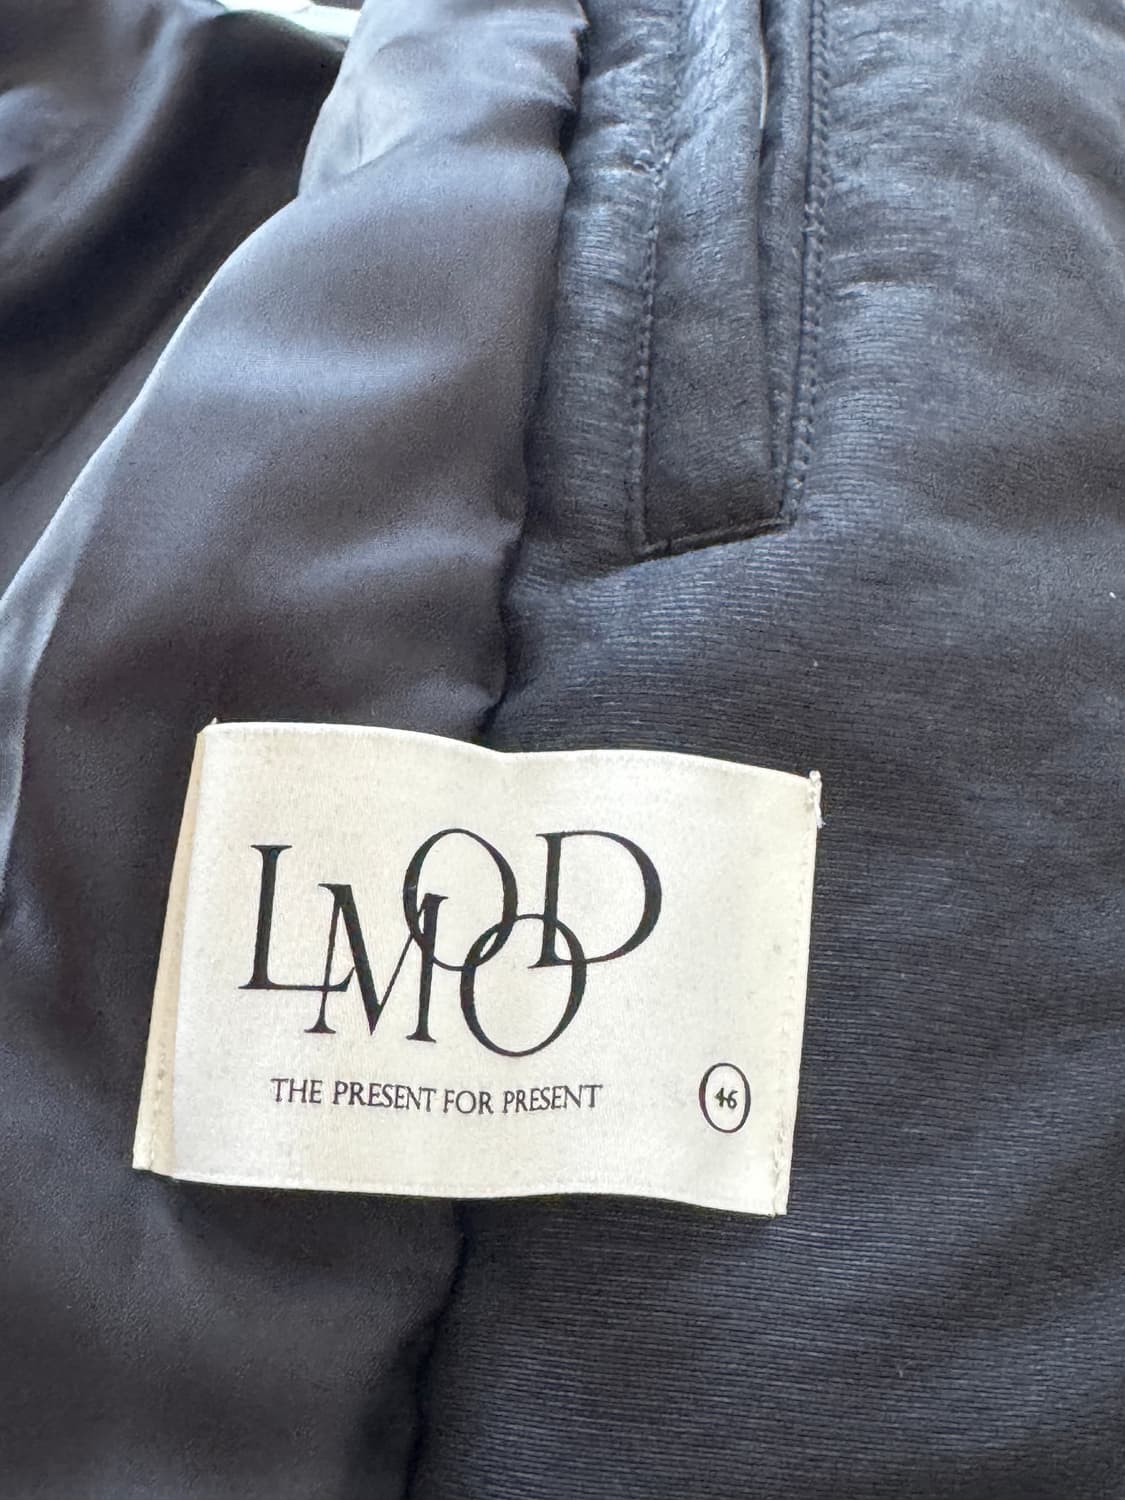 LMOOD
THE PRESENT FOR PRESENT
46